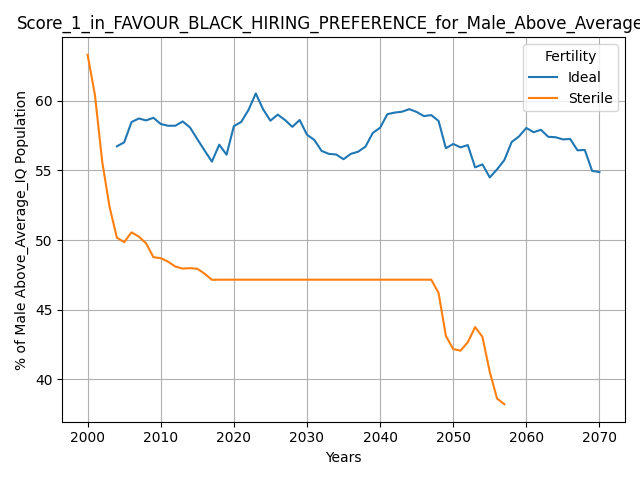 Score_1_in_FAVOUR_BLACK_HIRING_PREFERENCE_for_Male_Above_Average
Fertility
Ideal
Sterile
% of Male Above_Average_IQ Population
60
55
50
45
40
2000 2010 2020 2030 2040 2050 2060 2070
Years